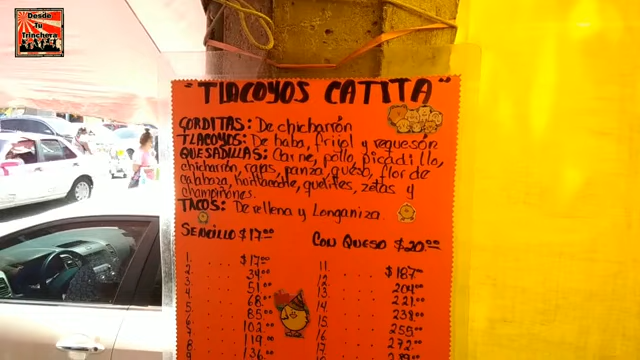 Desde
Tu
Trinchera
"TLACOYOS CATITA"
GORDITAS: De chicharrón
TLACOYOS: De haba, frijol y requesón
QUESADILLAS: Carne, pollo, picadillo,
chicharrón, rajas, panza, queso, flor de
calabaza, huitlacoche, quelites, zetas y
champiñones.
TACOS: De rellena y Longaniza
SENCILLO $17.00 CON QUESO $20.00
1. .... $17.00 11. .... $187.00
2. .... 34.00 12. .... 204.00
3. .... 51.00 13. .... 221.00
4. .... 68.00 14. .... 238.00
5. .... 85.00 15. .... 255.00
6. .... 102.00 16. .... 272.00
7. .... 119.00
8. .... 136.00